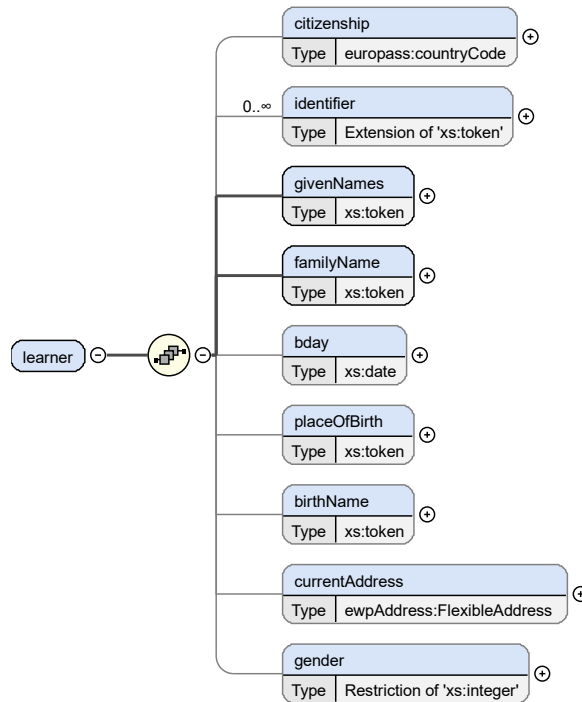 citizenship
Type europass:countryCode
0..∞
identifier
Type Extension of 'xs:token'
givenNames
Type xs:token
familyName
Type xs:token
learner
bday
Type xs:date
placeOfBirth
Type xs:token
birthName
Type xs:token
currentAddress
Type ewpAddress:FlexibleAddress
gender
Type Restriction of 'xs:integer'